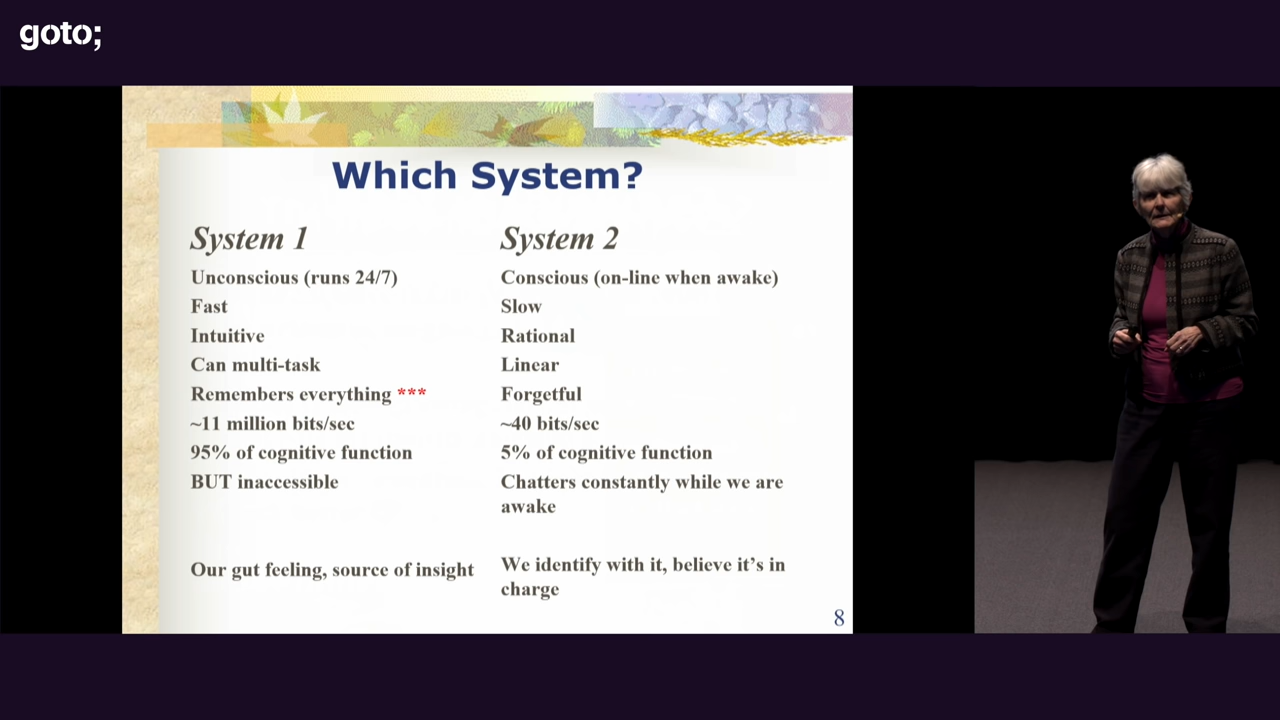 goto;
Which System?
System 1
System 2
Unconscious (runs 24/7)
Conscious (on-line when awake)
Fast
Slow
Intuitive
Rational
Can multi-task
Linear
Remembers everything ***
Forgetful
~11 million bits/sec
~40 bits/sec
95% of cognitive function
5% of cognitive function
BUT inaccessible
Chatters constantly while we are
awake
Our gut feeling, source of insight
We identify with it, believe it's in
charge
8